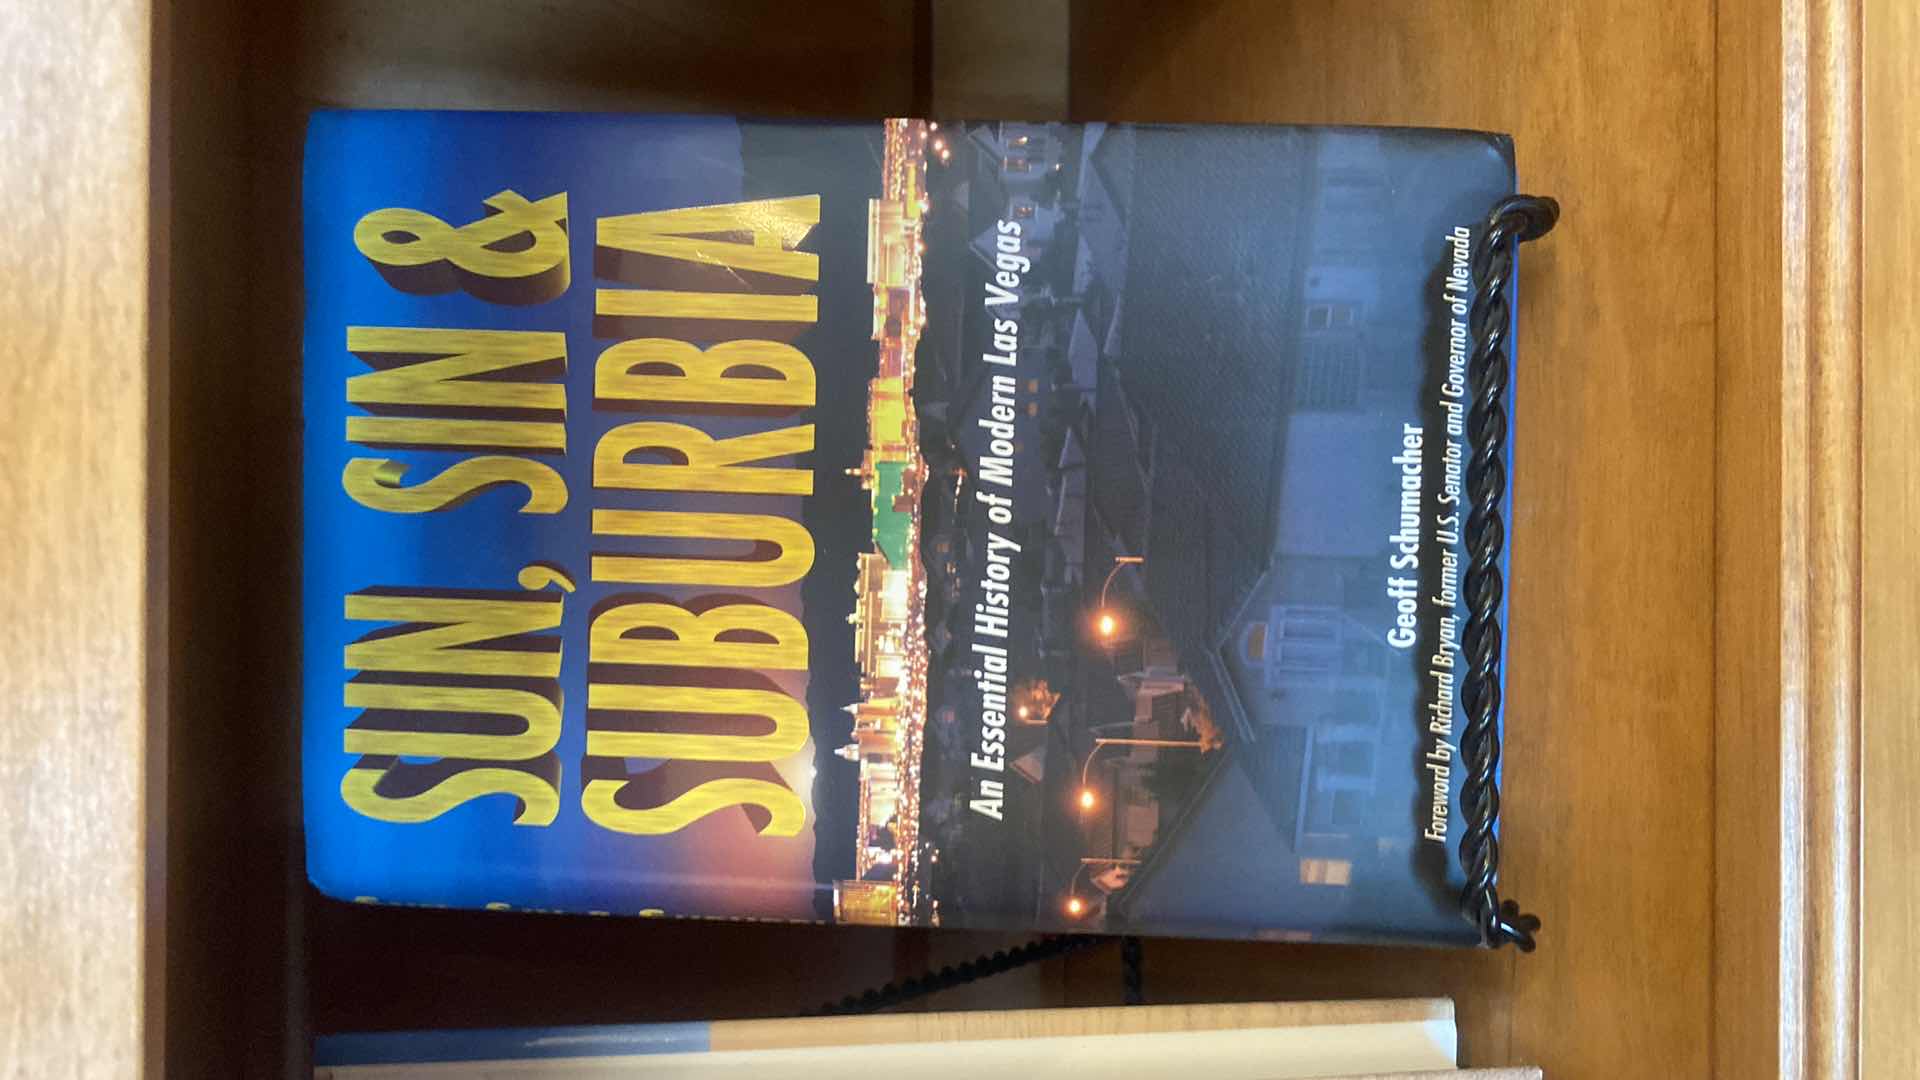 SUN, SIN &
SUBURBIA
An Essential History of Modern Las Vegas
Geoff Schumacher
Foreword by Richard Bryan, former U.S. Senator and Governor of Nevada